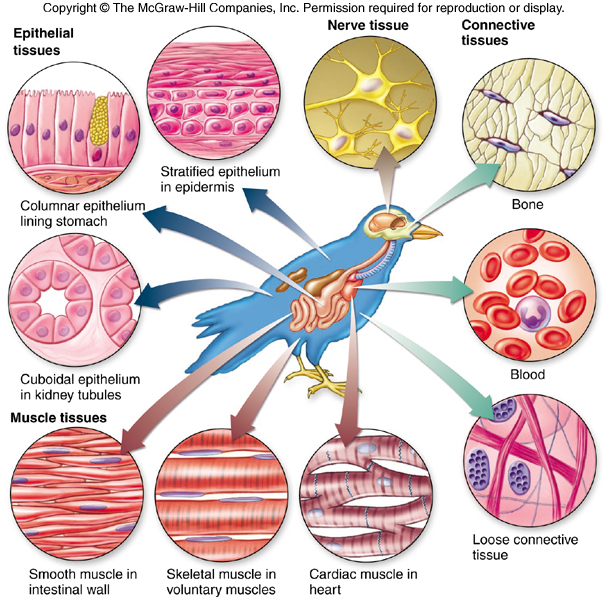 Copyright © The McGraw-Hill Companies, Inc. Permission required for reproduction or display.
Epithelial
tissues
Nerve tissue
Connective
tissues
Stratified epithelium
in epidermis
Columnar epithelium
lining stomach
Bone
Cuboidal epithelium
in kidney tubules
Blood
Muscle tissues
Loose connective
tissue
Smooth muscle in
intestinal wall
Skeletal muscle in
voluntary muscles
Cardiac muscle in
heart